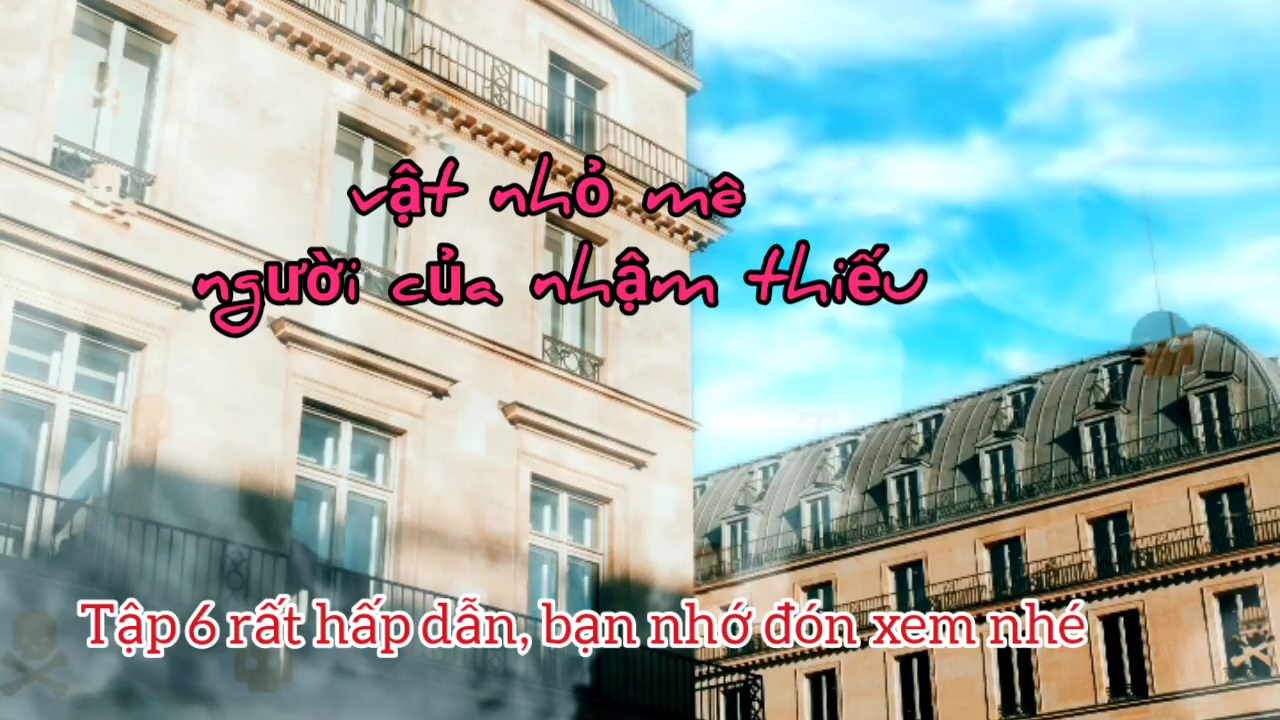 vật nhỏ mê
người của nhậm thiếu
Tập 6 rất hấp dẫn, bạn nhớ đón xem nhé